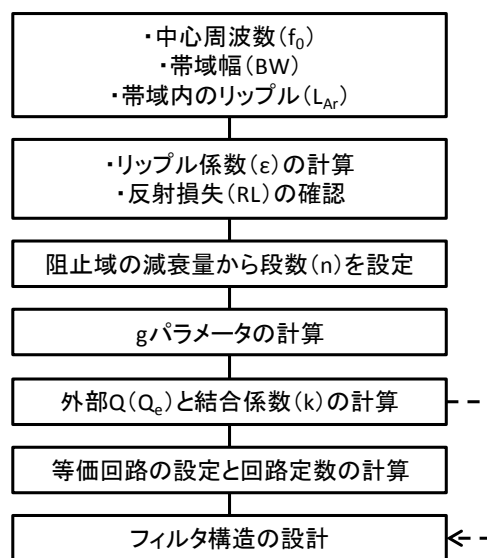 ・中心周波数(f₀)
・帯域幅(BW)
・帯域内のリップル(L_Ar)
・リップル係数(ε)の計算
・反射損失(RL)の確認
阻止域の減衰量から段数(n)を設定
gパラメータの計算
外部Q(Qₑ)と結合係数(k)の計算
等価回路の設定と回路定数の計算
フィルタ構造の設計